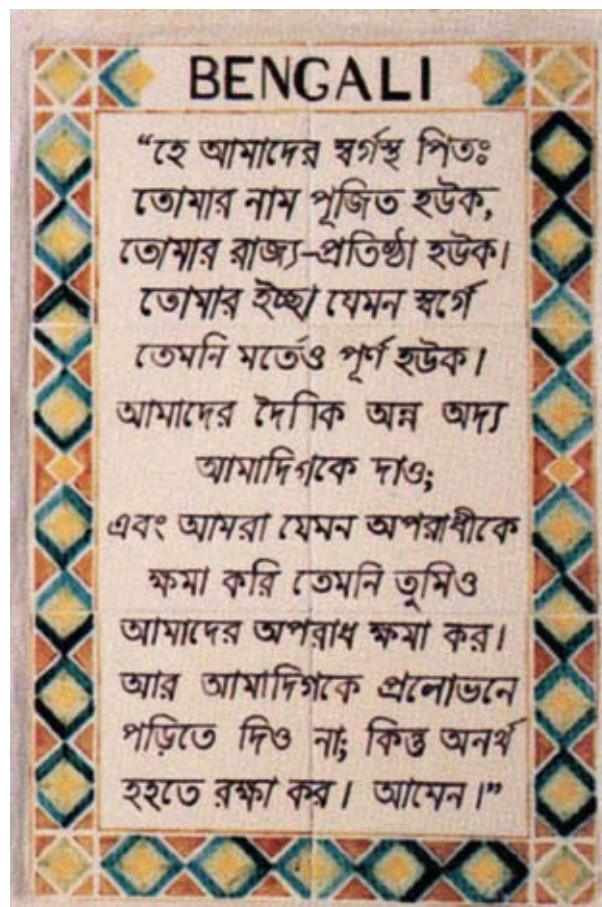 BENGALI
“হে আমাদের স্বর্গস্থ পিতঃ
তোমার নাম পূজিত হউক,
তোমার রাজ্য-প্রতিষ্ঠা হউক।
তোমার ইচ্ছা যেমন স্বর্গে
তেমনি মর্তেও পূর্ণ হউক।
আমাদের দৈনিক অন্ন অদ্য
আমাদিগকে দাও;
এবং আমরা যেমন অপরাধীকে
ক্ষমা করি তেমনি তুমিও
আমাদের অপরাধ ক্ষমা কর।
আর আমাদিগকে প্রলোভনে
পড়িতে দিও না; কিন্তু অনর্থ
হহতে রক্ষা কর। আমেন।”